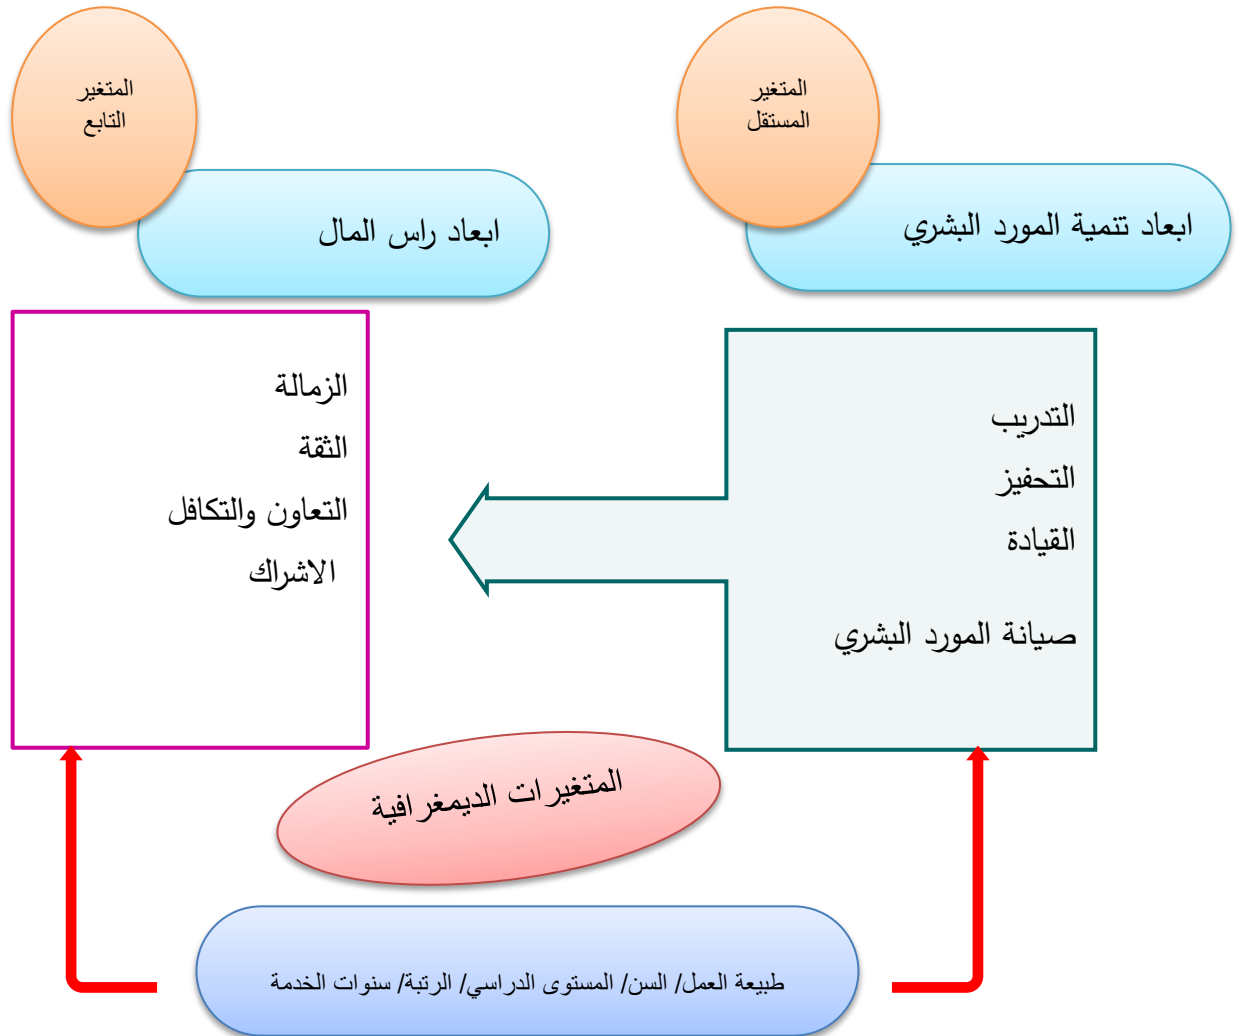 المتغير
المستقل
ابعاد تنمية المورد البشري
المتغير
التابع
ابعاد راس المال
التدريب
التحفيز
القيادة
صيانة المورد البشري
الزمالة
الثقة
التعاون والتكافل
الاشراك
المتغيرات الديمغرافية
طبيعة العمل/ السن/ المستوى الدراسي/ الرتبة/ سنوات الخدمة